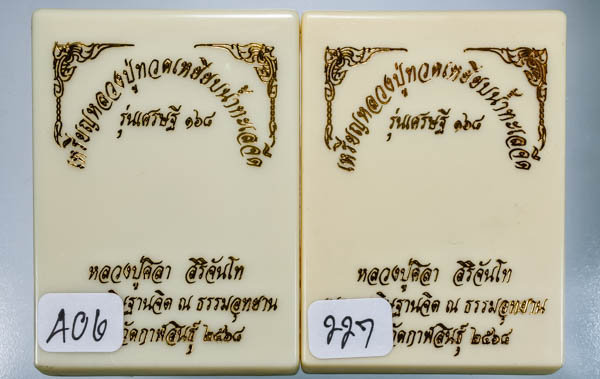 เหรียญหลวงปู่ทวดเหยียบน้ำทะเลจืด
รุ่นเศรษฐี ๑๖๘
หลวงปู่ศิลา สิริจันโท
ฐานจิต ณ ธรรมอุทยาน
กาฬสินธุ์ ๒๕๖๘
เหรียญหลวงปู่ทวดเหยียบน้ำทะเลจืด
รุ่นเศรษฐี ๑๖๘
หลวงปู่ศิลา สิริจันโท
ฐานจิต ณ ธรรมอุทยาน
กาฬสินธุ์ ๒๕๖๘